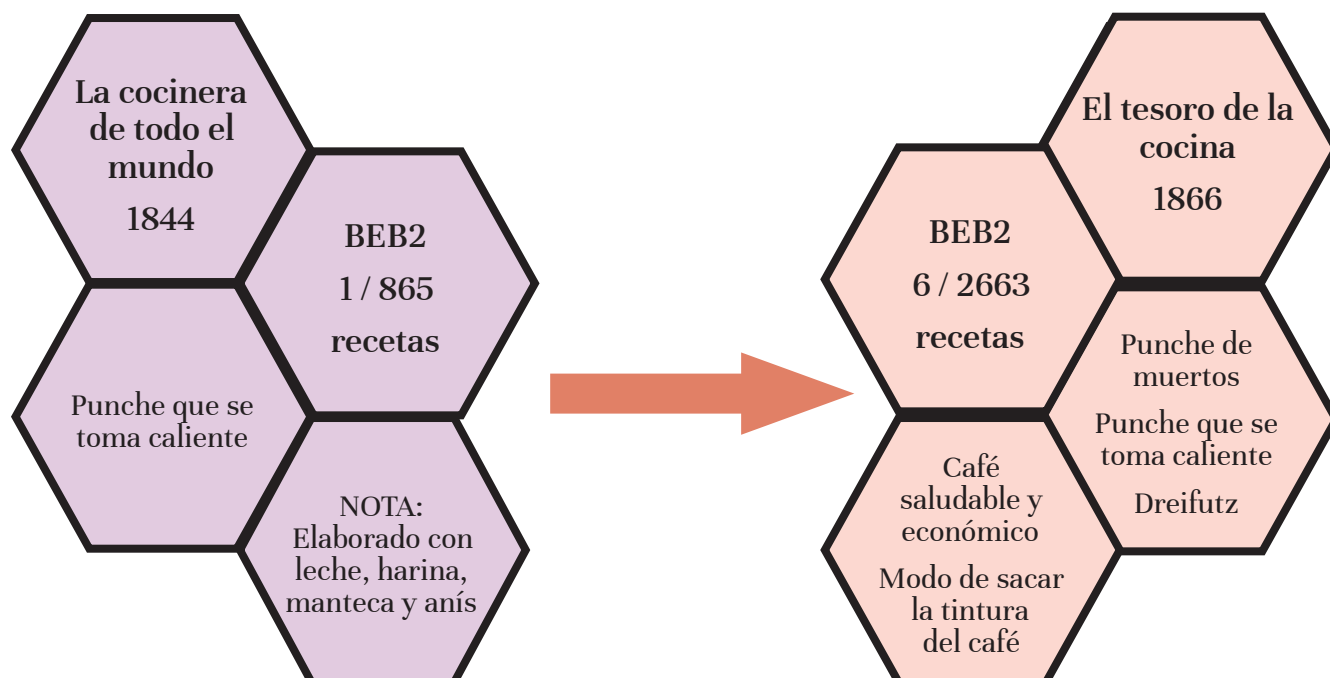 La cocinera
de todo el
mundo
1844
BEB2
1 / 865
recetas
Punche que se
toma caliente
NOTA:
Elaborado con
leche, harina,
manteca y anís
El tesoro de la
cocina
1866
BEB2
6 / 2663
recetas
Punche de
muertos
Punche que se
toma caliente
Dreifutz
Café
saludable y
económico
Modo de sacar
la tintura
del café